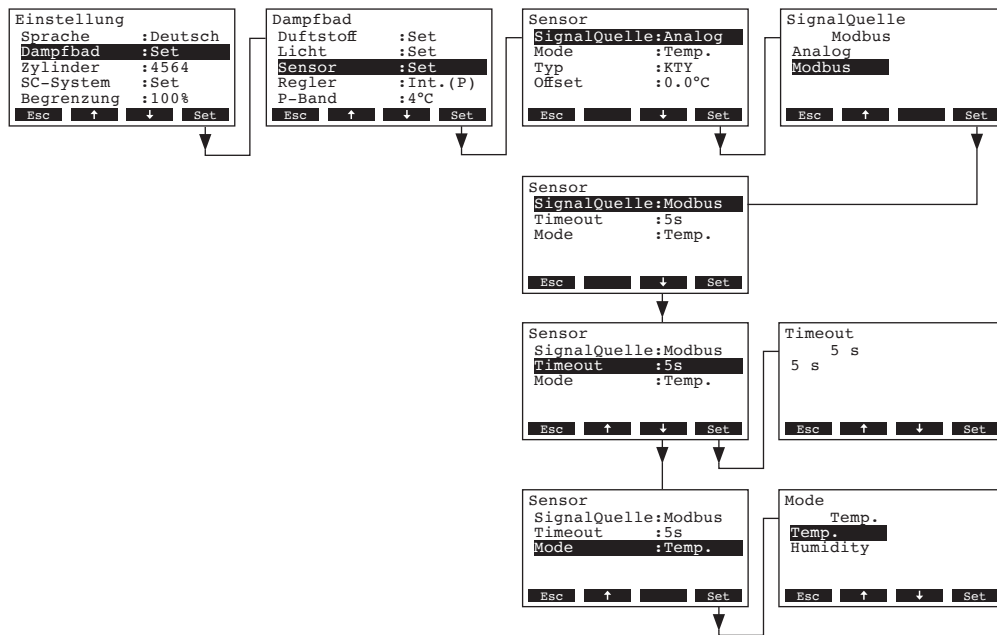 Einstellung
Sprache :Deutsch
Dampfbad :Set
Zylinder :4564
SC-System :Set
Begrenzung :100%
Esc ↑ ↓ Set
Dampfbad
Duftstoff :Set
Licht :Set
Sensor :Set
Regler :Int.(P)
P-Band :4°C
Esc ↑ ↓ Set
Sensor
SignalQuelle:Analog
Mode :Temp.
Typ :KTY
Offset :0.0°C
Esc ↓ Set
SignalQuelle
Modbus
Analog
Modbus
Esc ↑ Set
Sensor
SignalQuelle:Modbus
Timeout :5s
Mode :Temp.
Esc ↓ Set
Sensor
SignalQuelle:Modbus
Timeout :5s
Mode :Temp.
Esc ↑ ↓ Set
Timeout
5 s
5 s
Esc ↑ ↓ Set
Sensor
SignalQuelle:Modbus
Timeout :5s
Mode :Temp.
Esc ↑ Set
Mode
Temp.
Temp.
Humidity
Esc ↑ ↓ Set